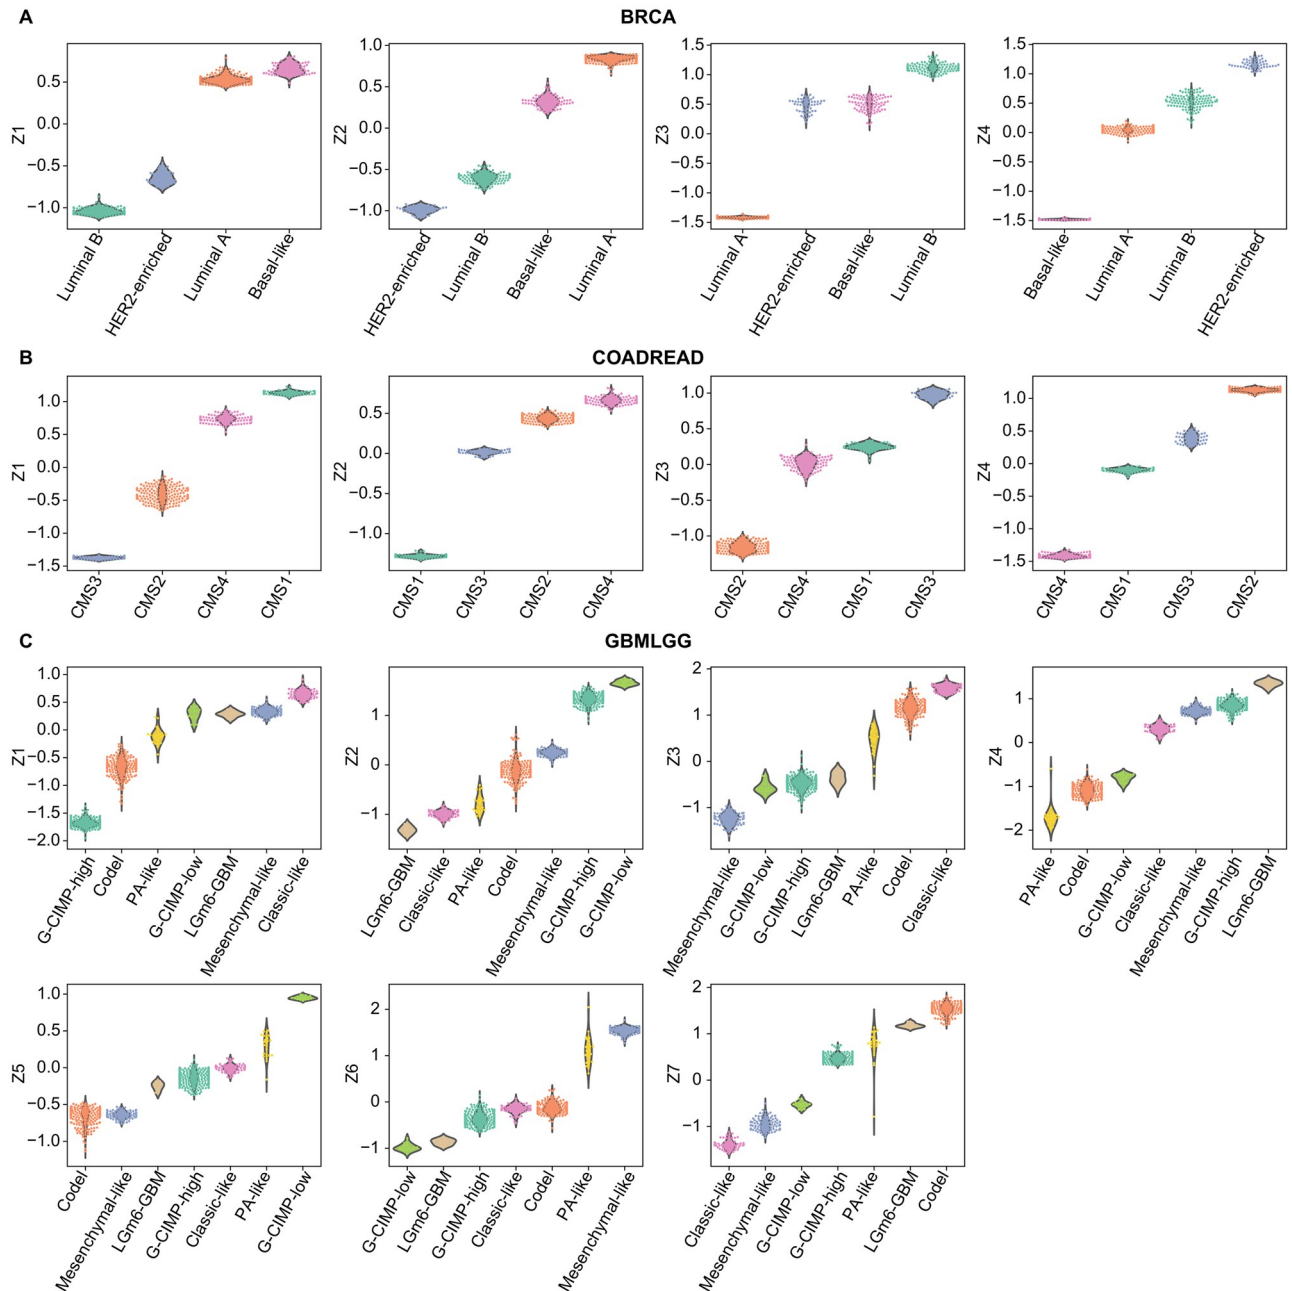 A
BRCA
Z1
0.5
0.0
−0.5
−1.0
Luminal B
HER2-enriched
Luminal A
Basal-like
Z2
1.0
0.5
0.0
−0.5
−1.0
HER2-enriched
Luminal B
Basal-like
Luminal A
Z3
1.5
1.0
0.5
0.0
−0.5
−1.0
−1.5
Luminal A
HER2-enriched
Basal-like
Luminal B
Z4
1.5
1.0
0.5
0.0
−0.5
−1.0
−1.5
Basal-like
Luminal A
Luminal B
HER2-enriched
B
COADREAD
Z1
1.0
0.5
0.0
−0.5
−1.0
−1.5
CMS3
CMS2
CMS4
CMS1
Z2
0.5
0.0
−0.5
−1.0
CMS1
CMS3
CMS2
CMS4
Z3
1.0
0.5
0.0
−0.5
−1.0
CMS2
CMS4
CMS1
CMS3
Z4
1.0
0.5
0.0
−0.5
−1.0
−1.5
CMS4
CMS1
CMS3
CMS2
C
GBMLGG
Z1
1.0
0.5
0.0
−0.5
−1.0
−1.5
−2.0
G-CIMP-high
Codel
PA-like
G-CIMP-low
LGm6-GBM
Mesenchymal-like
Classic-like
Z2
1
0
−1
LGm6-GBM
Classic-like
PA-like
Codel
Mesenchymal-like
G-CIMP-high
G-CIMP-low
Z3
2
1
0
−1
Mesenchymal-like
G-CIMP-low
G-CIMP-high
LGm6-GBM
PA-like
Codel
Classic-like
Z4
1
0
−1
−2
PA-like
Codel
G-CIMP-low
Classic-like
Mesenchymal-like
G-CIMP-high
LGm6-GBM
Z5
1.0
0.5
0.0
−0.5
−1.0
Codel
Mesenchymal-like
LGm6-GBM
G-CIMP-high
Classic-like
PA-like
G-CIMP-low
Z6
2
1
0
−1
G-CIMP-low
LGm6-GBM
G-CIMP-high
Classic-like
Codel
PA-like
Mesenchymal-like
Z7
2
1
0
−1
Classic-like
Mesenchymal-like
G-CIMP-low
G-CIMP-high
PA-like
LGm6-GBM
Codel